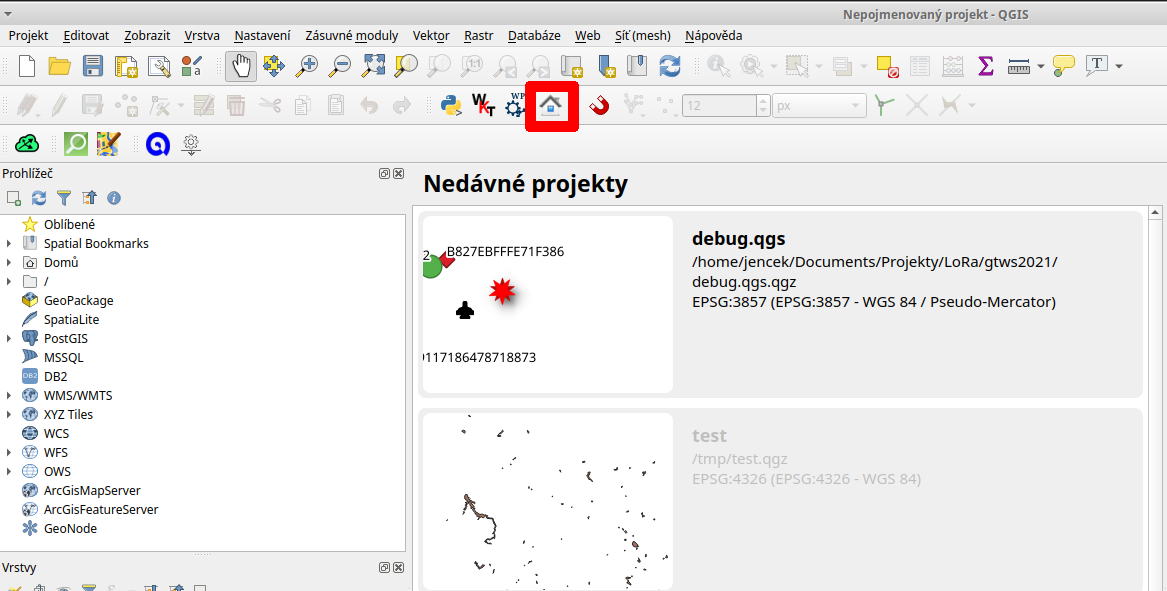 Nepojmenovaný projekt - QGIS
Projekt Editovat Zobrazit Vrstva Nastavení Zásuvné moduly Vektor Rastr Databáze Web Síť (mesh) Nápověda
12
px
Prohlížeč
Oblíbené
Spatial Bookmarks
Domů
/
GeoPackage
SpatiaLite
PostGIS
MSSQL
DB2
WMS/WMTS
XYZ Tiles
WCS
WFS
OWS
ArcGisMapServer
ArcGisFeatureServer
GeoNode
Vrstvy
Nedávné projekty
2
B827EBFFFE71F386
0117186478718873
debug.qgs
/home/jencek/Documents/Projekty/LoRa/gtws2021/
debug.qgs.qgz
EPSG:3857 (EPSG:3857 - WGS 84 / Pseudo-Mercator)
test
/tmp/test.qgz
EPSG:4326 (EPSG:4326 - WGS 84)